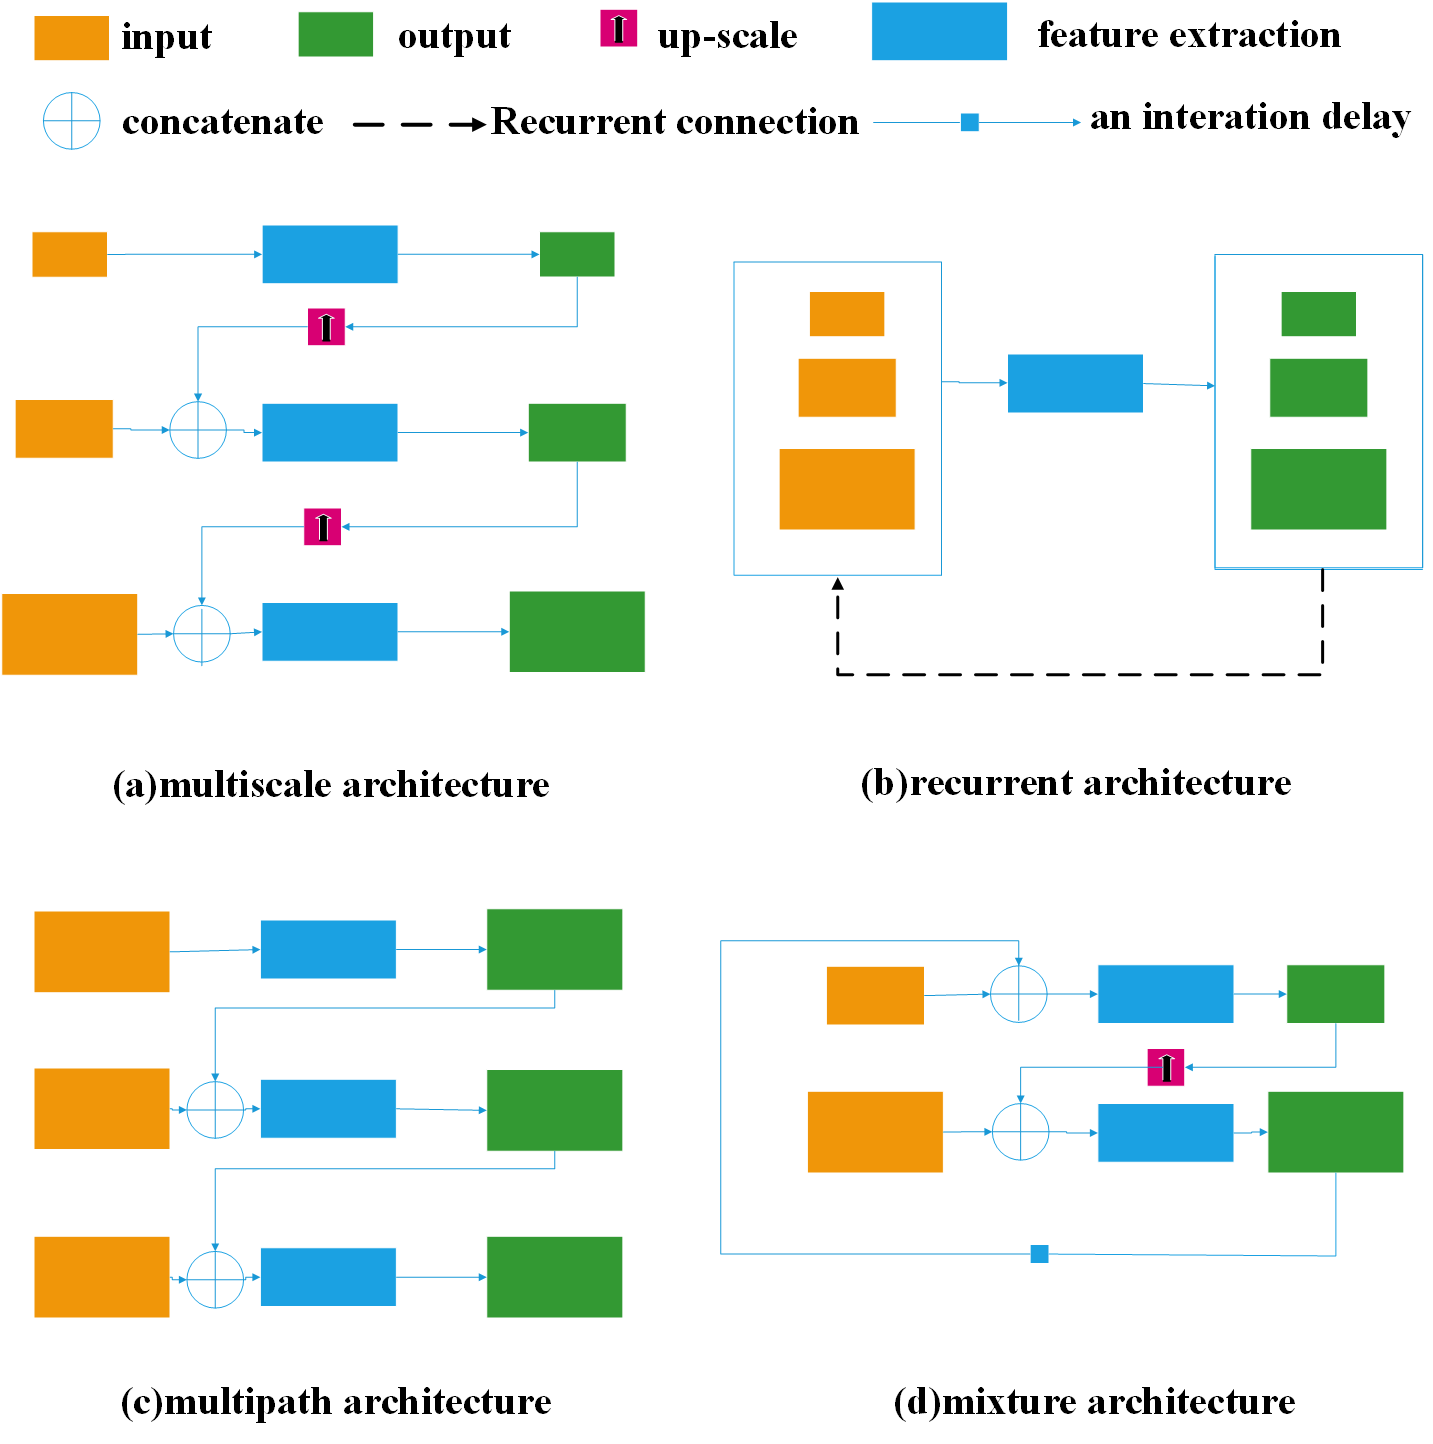 input output up-scale feature extraction
concatenate Recurrent connection an interation delay
(a)multiscale architecture (b)recurrent architecture
(c)multipath architecture (d)mixture architecture